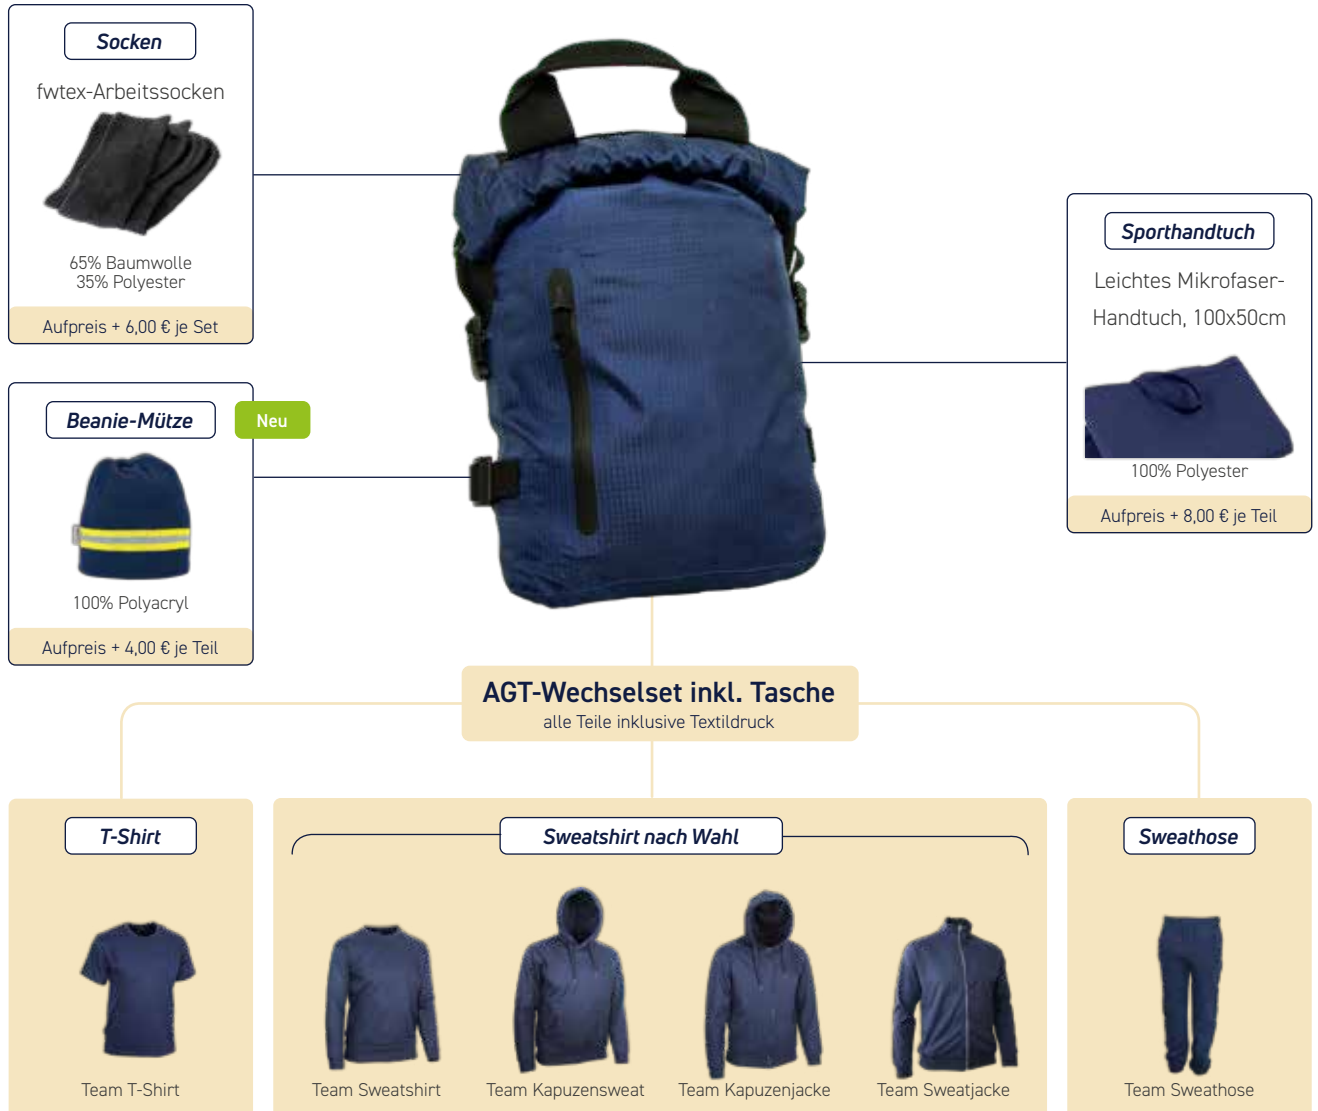 Socken
fwtex-Arbeitssocken
65% Baumwolle
35% Polyester
Aufpreis + 6,00 € je Set
Beanie-Mütze
Neu
100% Polyacryl
Aufpreis + 4,00 € je Teil
Sporthandtuch
Leichtes Mikrofaser-
Handtuch, 100x50cm
100% Polyester
Aufpreis + 8,00 € je Teil
AGT-Wechselset inkl. Tasche
alle Teile inklusive Textildruck
T-Shirt
Team T-Shirt
Sweatshirt nach Wahl
Team Sweatshirt
Team Kapuzensweat
Team Kapuzenjacke
Team Sweatjacke
Sweathose
Team Sweathose